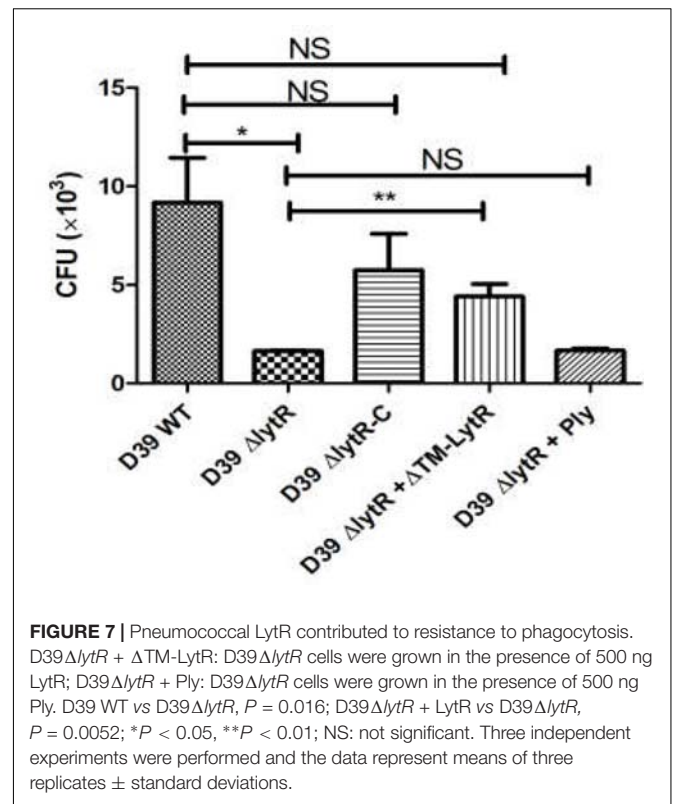 NS
NS
*
NS
**
15
10
5
0
CFU (×10³)
D39 WT
D39 ΔlytR
D39 ΔlytR-C
D39 ΔlytR + ΔTM-LytR
D39 ΔlytR + Ply
FIGURE 7 | Pneumococcal LytR contributed to resistance to phagocytosis.
D39ΔlytR + ΔTM-LytR: D39ΔlytR cells were grown in the presence of 500 ng
LytR; D39ΔlytR + Ply: D39ΔlytR cells were grown in the presence of 500 ng
Ply. D39 WT vs D39ΔlytR, P = 0.016; D39ΔlytR + LytR vs D39ΔlytR,
P = 0.0052; *P < 0.05, **P < 0.01; NS: not significant. Three independent
experiments were performed and the data represent means of three
replicates ± standard deviations.